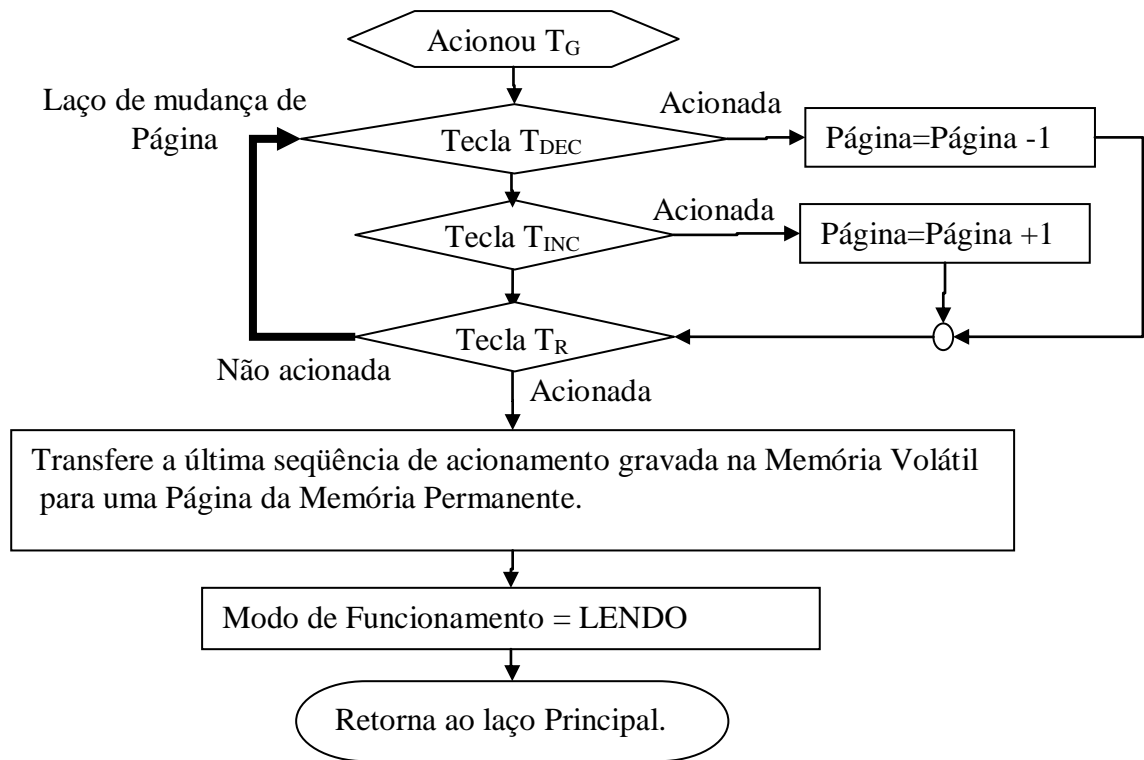 Acionou TG
Laço de mudança de
Página
Acionada
Tecla TDEC
Página=Página -1
Acionada
Tecla TINC
Página=Página +1
Tecla TR
Não acionada
Acionada
Transfere a última seqüência de acionamento gravada na Memória Volátil
para uma Página da Memória Permanente.
Modo de Funcionamento = LENDO
Retorna ao laço Principal.